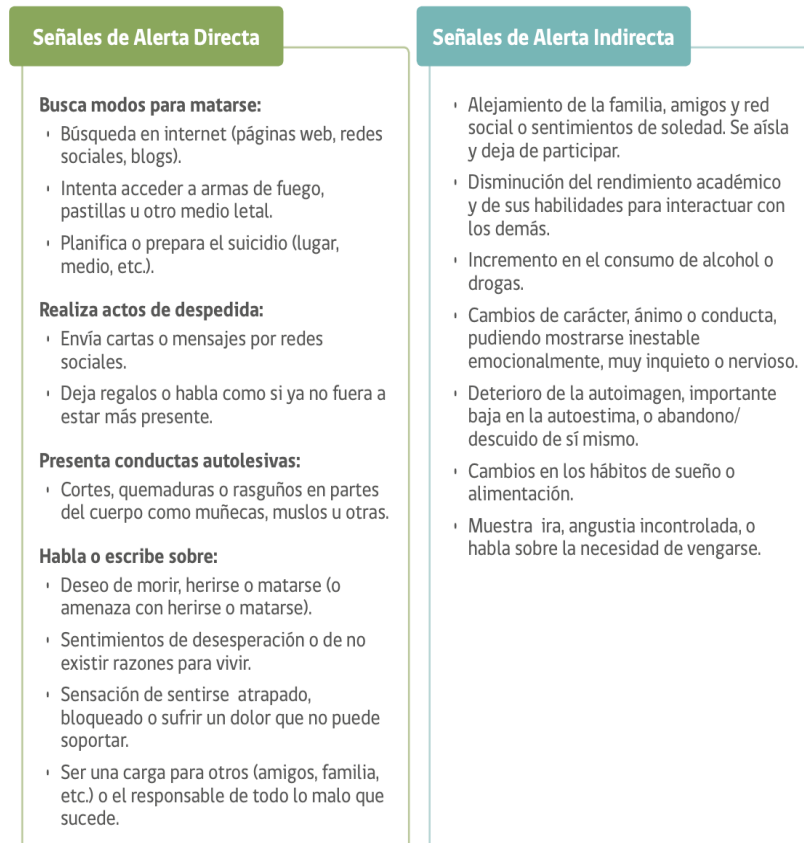 Señales de Alerta Directa
Busca modos para matarse:
Búsqueda en internet (páginas web, redes
sociales, blogs).
Intenta acceder a armas de fuego,
pastillas u otro medio letal.
Planifica o prepara el suicidio (lugar,
medio, etc.).
Realiza actos de despedida:
Envía cartas o mensajes por redes
sociales.
Deja regalos o habla como si ya no fuera a
estar más presente.
Presenta conductas autolesivas:
Cortes, quemaduras o rasguños en partes
del cuerpo como muñecas, muslos u otras.
Habla o escribe sobre:
Deseo de morir, herirse o matarse (o
amenaza con herirse o matarse).
Sentimientos de desesperación o de no
existir razones para vivir.
Sensación de sentirse atrapado,
bloqueado o sufrir un dolor que no puede
soportar.
Ser una carga para otros (amigos, familia,
etc.) o el responsable de todo lo malo que
sucede.
Señales de Alerta Indirecta
Alejamiento de la familia, amigos y red
social o sentimientos de soledad. Se aísla
y deja de participar.
Disminución del rendimiento académico
y de sus habilidades para interactuar con
los demás.
Incremento en el consumo de alcohol o
drogas.
Cambios de carácter, ánimo o conducta,
pudiendo mostrarse inestable
emocionalmente, muy inquieto o nervioso.
Deterioro de la autoimagen, importante
baja en la autoestima, o abandono/
descuido de sí mismo.
Cambios en los hábitos de sueño o
alimentación.
Muestra ira, angustia incontrolada, o
habla sobre la necesidad de vengarse.